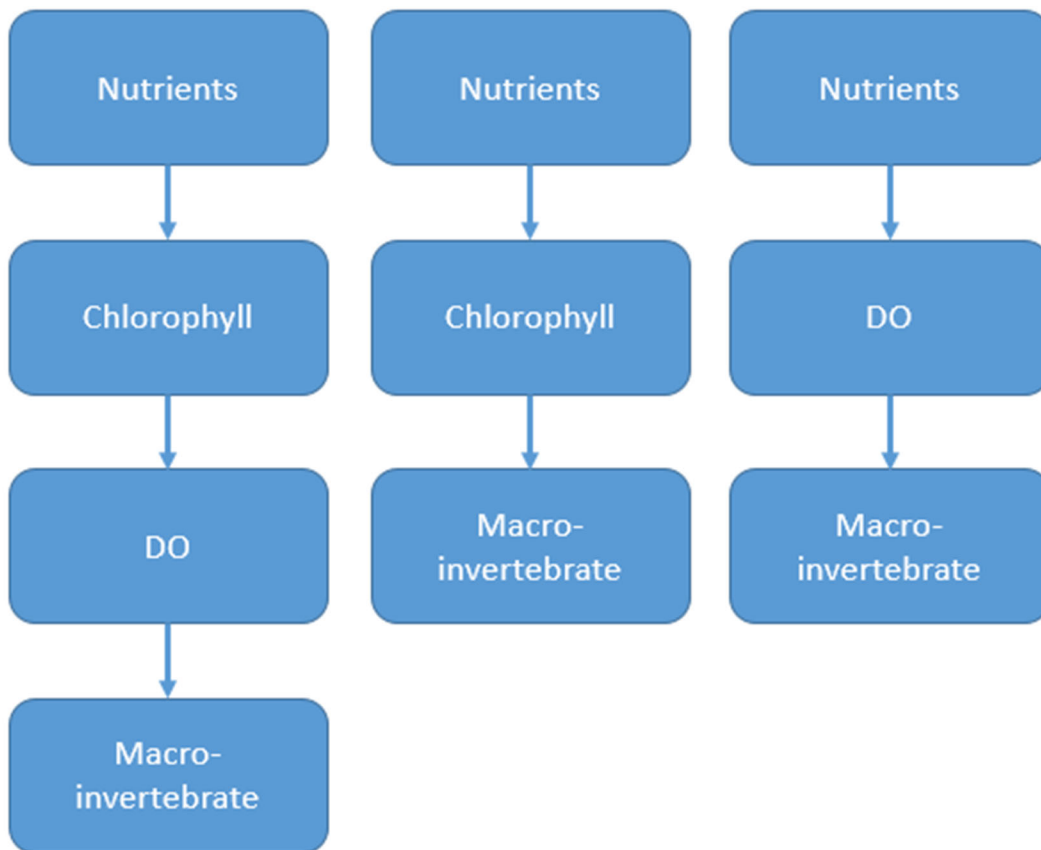 Nutrients
Chlorophyll
DO
Macro-
invertebrate
Nutrients
Chlorophyll
Macro-
invertebrate
Nutrients
DO
Macro-
invertebrate